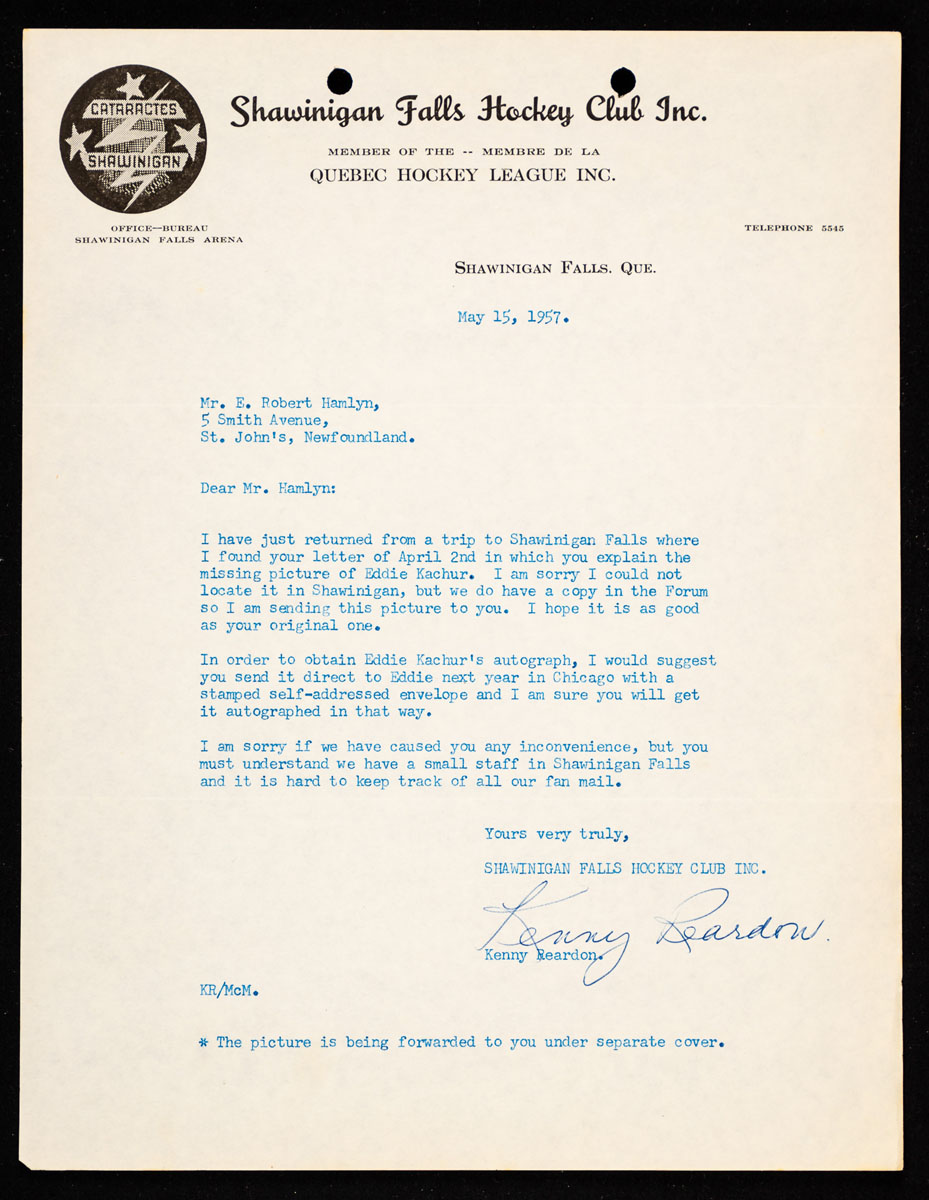 CATARACTES
SHAWINIGAN
Shawinigan Falls Hockey Club Inc.
MEMBER OF THE -- MEMBRE DE LA
QUEBEC HOCKEY LEAGUE INC.
OFFICE--BUREAU
SHAWINIGAN FALLS ARENA
TELEPHONE 5545
SHAWINIGAN FALLS. QUE.
May 15, 1957.
Mr. E. Robert Hamlyn,
5 Smith Avenue,
St. John's, Newfoundland.
Dear Mr. Hamlyn:
I have just returned from a trip to Shawinigan Falls where
I found your letter of April 2nd in which you explain the
missing picture of Eddie Kachur.  I am sorry I could not
locate it in Shawinigan, but we do have a copy in the Forum
so I am sending this picture to you.  I hope it is as good
as your original one.
In order to obtain Eddie Kachur's autograph, I would suggest
you send it direct to Eddie next year in Chicago with a
stamped self-addressed envelope and I am sure you will get
it autographed in that way.
I am sorry if we have caused you any inconvenience, but you
must understand we have a small staff in Shawinigan Falls
and it is hard to keep track of all our fan mail.
Yours very truly,
SHAWINIGAN FALLS HOCKEY CLUB INC.
Kenny Reardon.
Kenny Reardon.
KR/McM.
* The picture is being forwarded to you under separate cover.